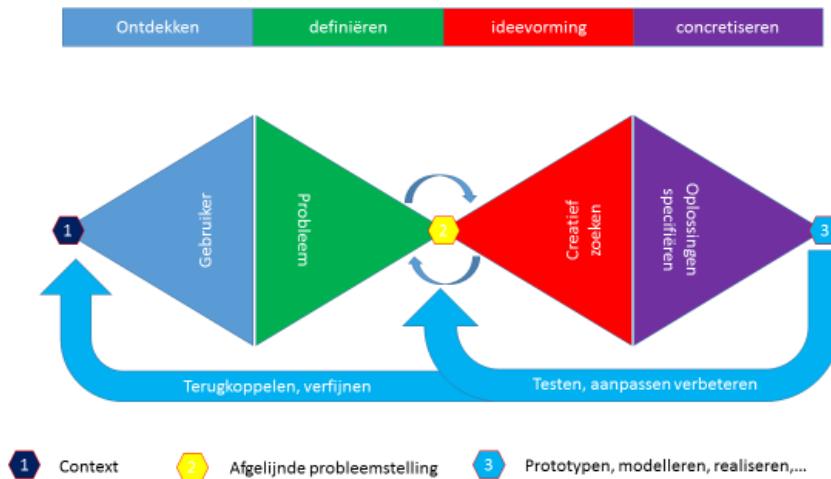 Ontdekken
definiëren
ideevorming
concretiseren
1
Gebruiker
Probleem
2
Creatief
zoeken
Oplossingen
specifiëren
3
Terugkoppelen, verfijnen
Testen, aanpassen verbeteren
1
Context
2
Afgelijnde probleemstelling
3
Prototypen, modelleren, realiseren,...